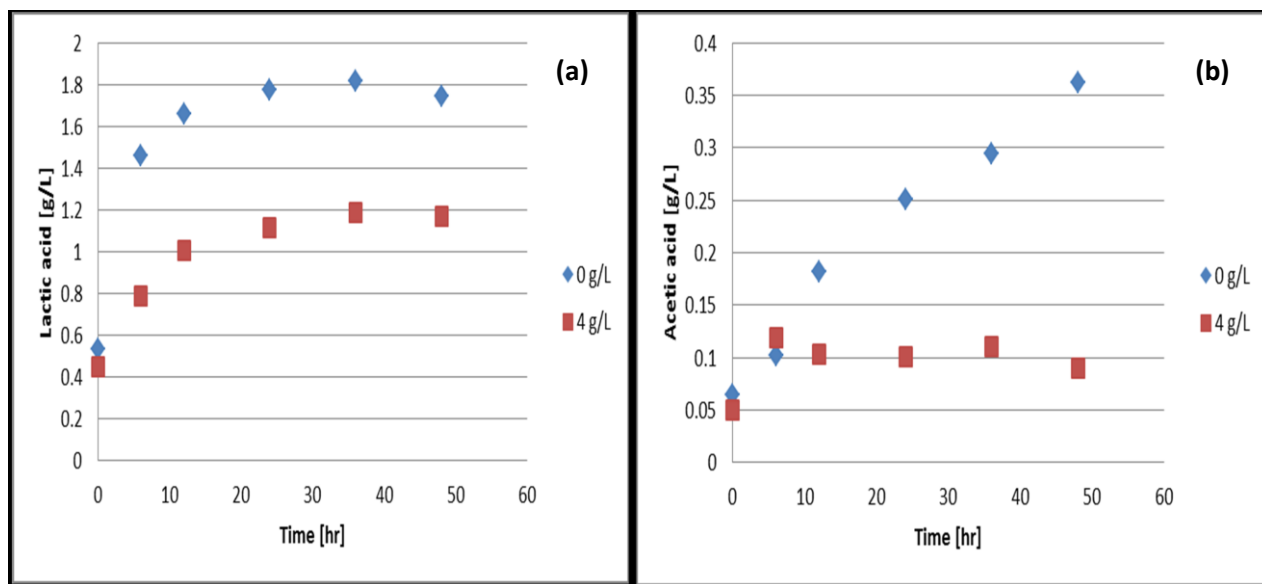 (a)
Lactic acid [g/L]
2
1.8
1.6
1.4
1.2
1
0.8
0.6
0.4
0.2
0
0 10 20 30 40 50 60
Time [hr]
0 g/L
4 g/L
(b)
Acetic acid [g/L]
0.4
0.35
0.3
0.25
0.2
0.15
0.1
0.05
0
0 10 20 30 40 50 60
Time [hr]
0 g/L
4 g/L